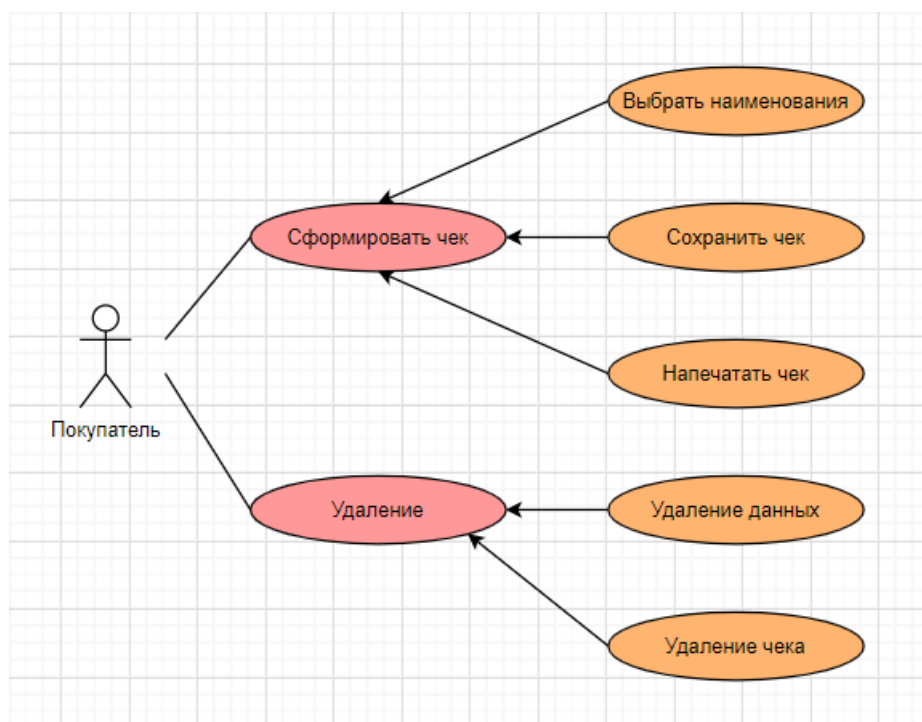 Выбрать наименования
Сформировать чек
Сохранить чек
Напечатать чек
Покупатель
Удаление
Удаление данных
Удаление чека